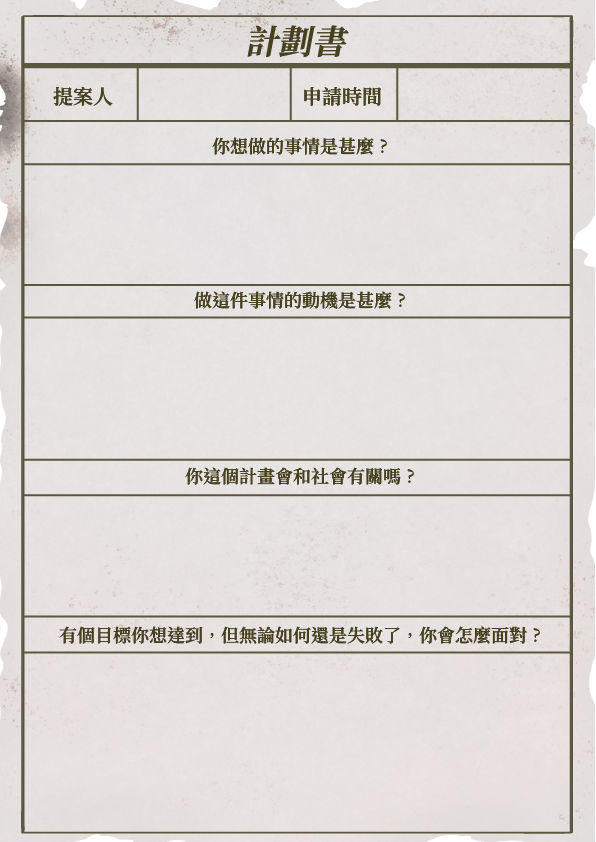 計劃書
提案人 申請時間
你想做的事情是甚麼？
做這件事情的動機是甚麼？
你這個計畫會和社會有關嗎？
有個目標你想達到，但無論如何還是失敗了，你會怎麼面對？